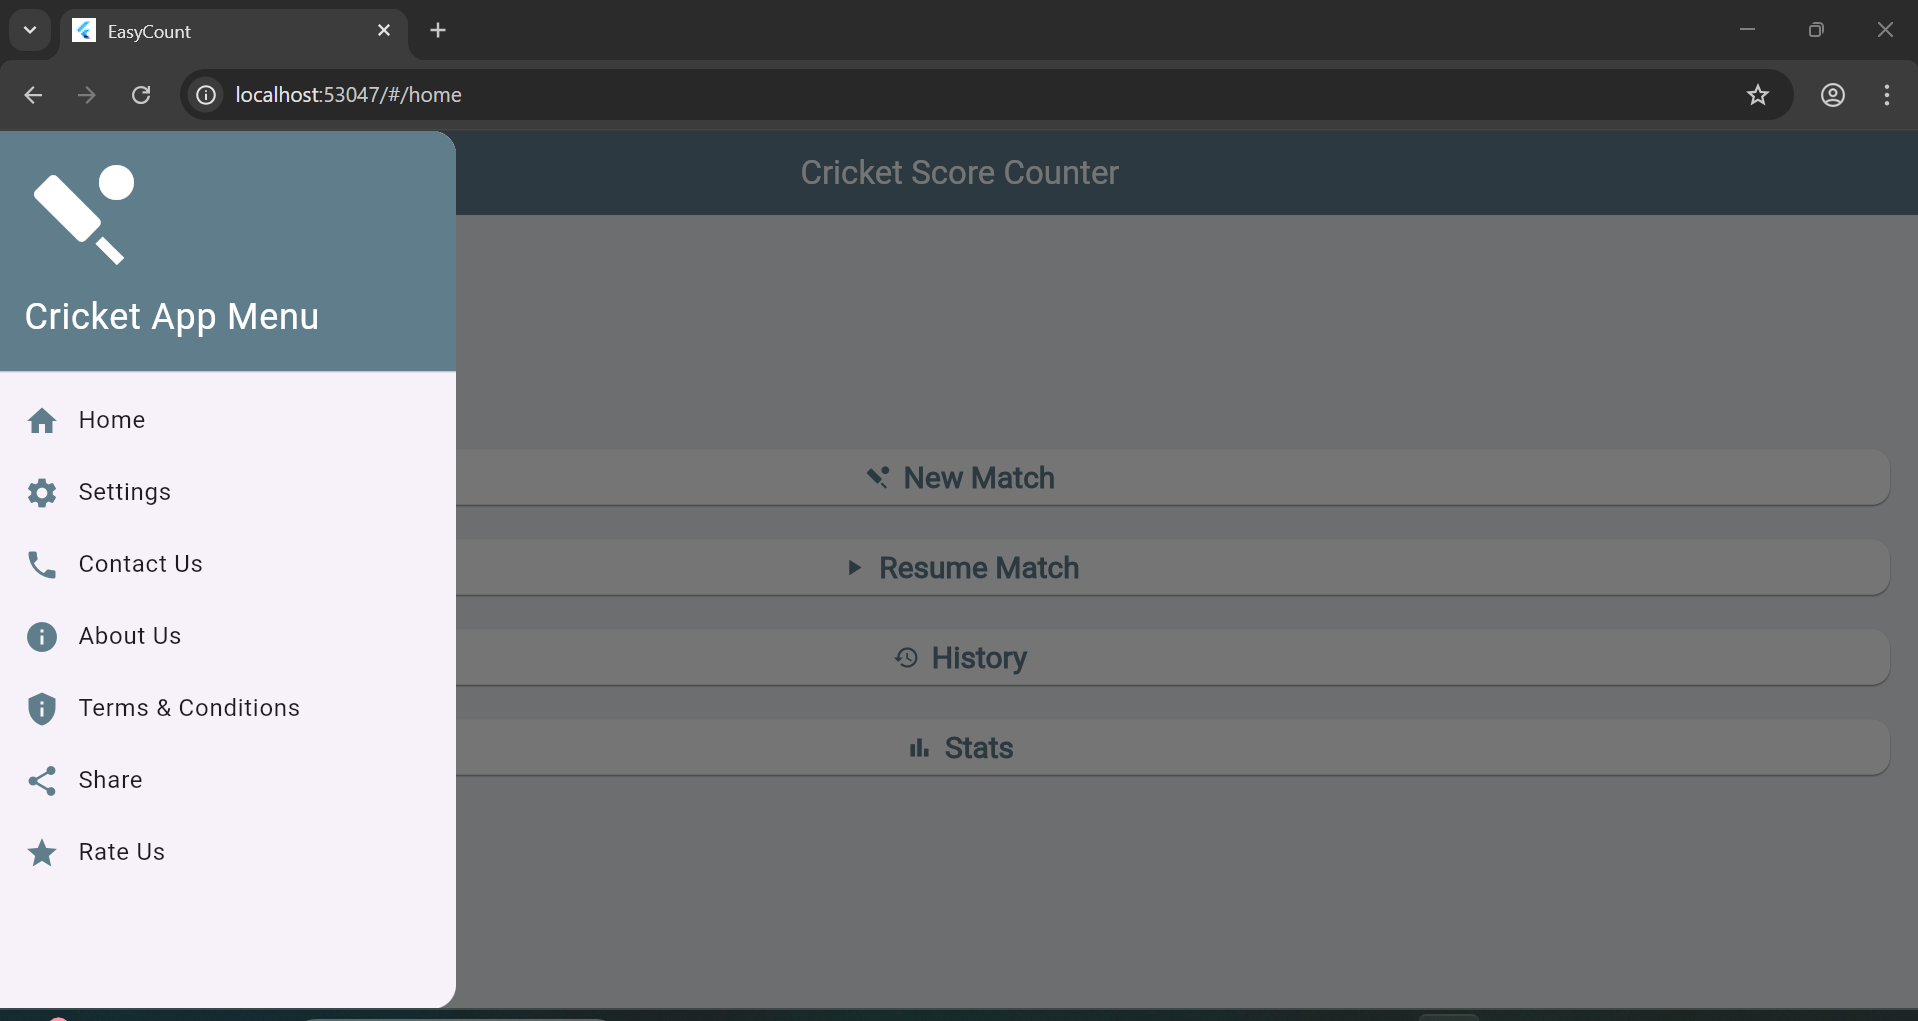 EasyCount
localhost:53047/#/home
Cricket Score Counter
Cricket App Menu
Home
Settings
Contact Us
About Us
Terms & Conditions
Share
Rate Us
New Match
Resume Match
History
Stats